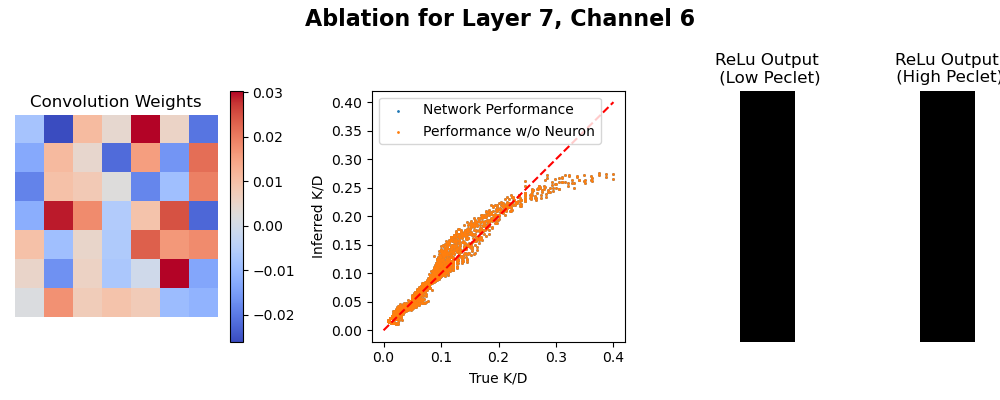 Ablation for Layer 7, Channel 6
Convolution Weights
0.03
0.02
0.01
0.00
−0.01
−0.02
Inferred K/D
0.40
0.35
0.30
0.25
0.20
0.15
0.10
0.05
0.00
Network Performance
Performance w/o Neuron
0.0 0.1 0.2 0.3 0.4
True K/D
ReLu Output
(Low Peclet)
ReLu Output
(High Peclet)